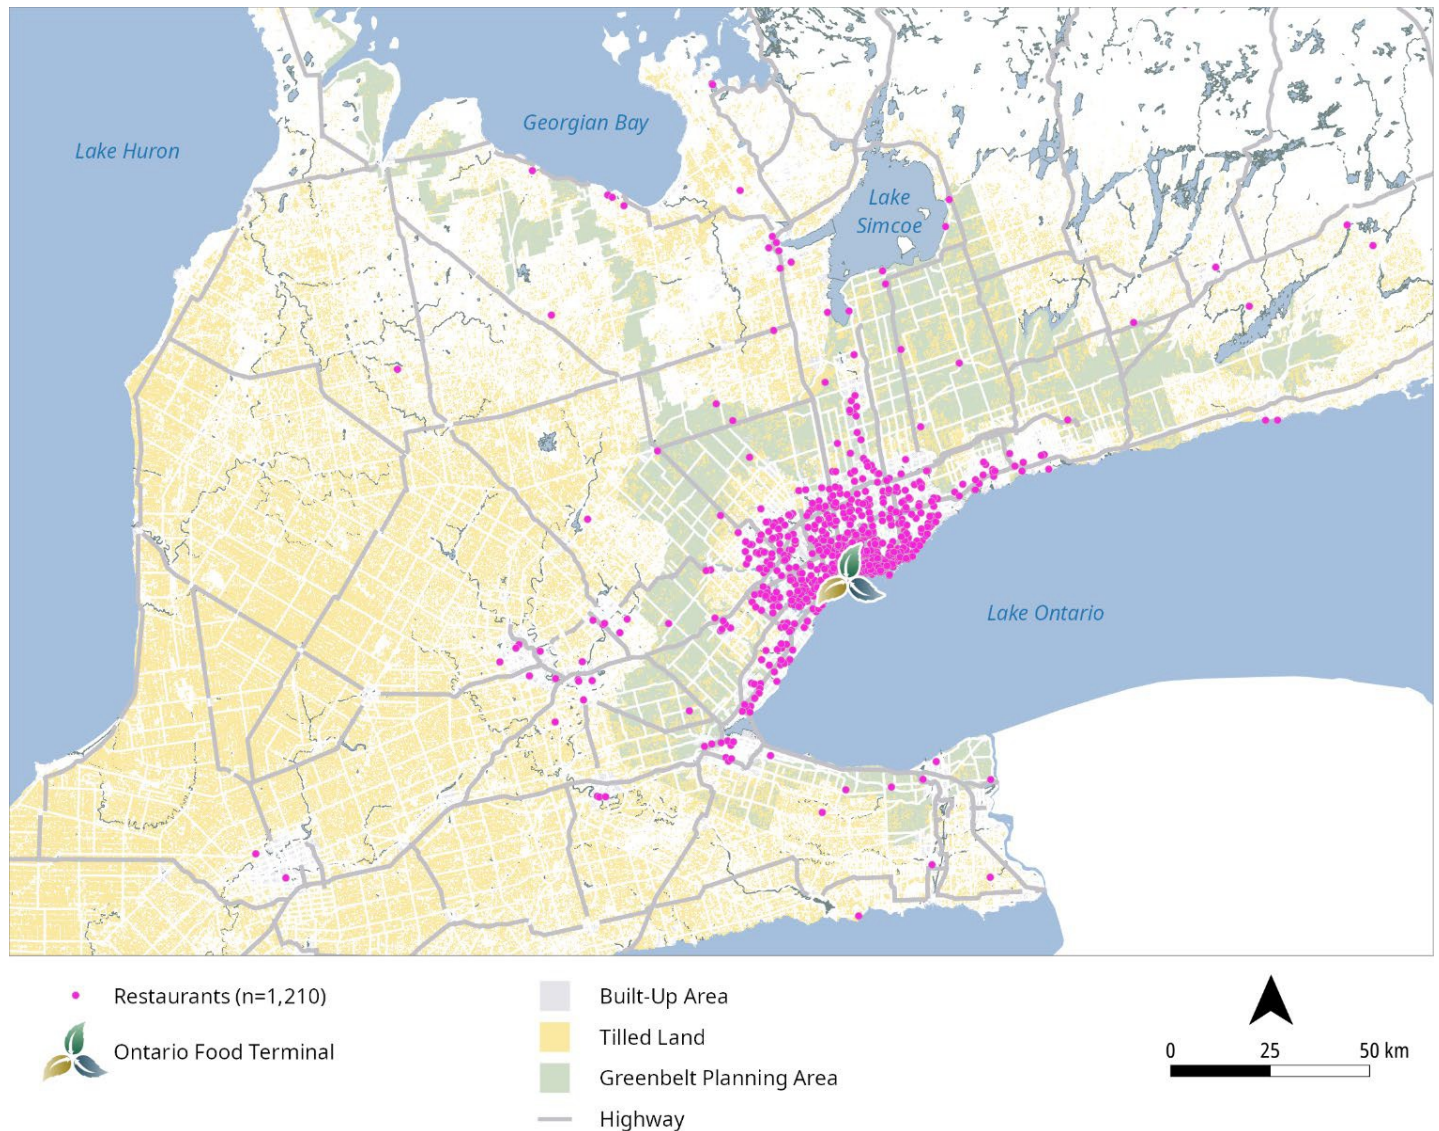 Georgian Bay
Lake Huron
Lake
Simcoe
Lake Ontario
Restaurants (n=1,210)
Ontario Food Terminal
Built-Up Area
Tilled Land
Greenbelt Planning Area
Highway
0 25 50 km